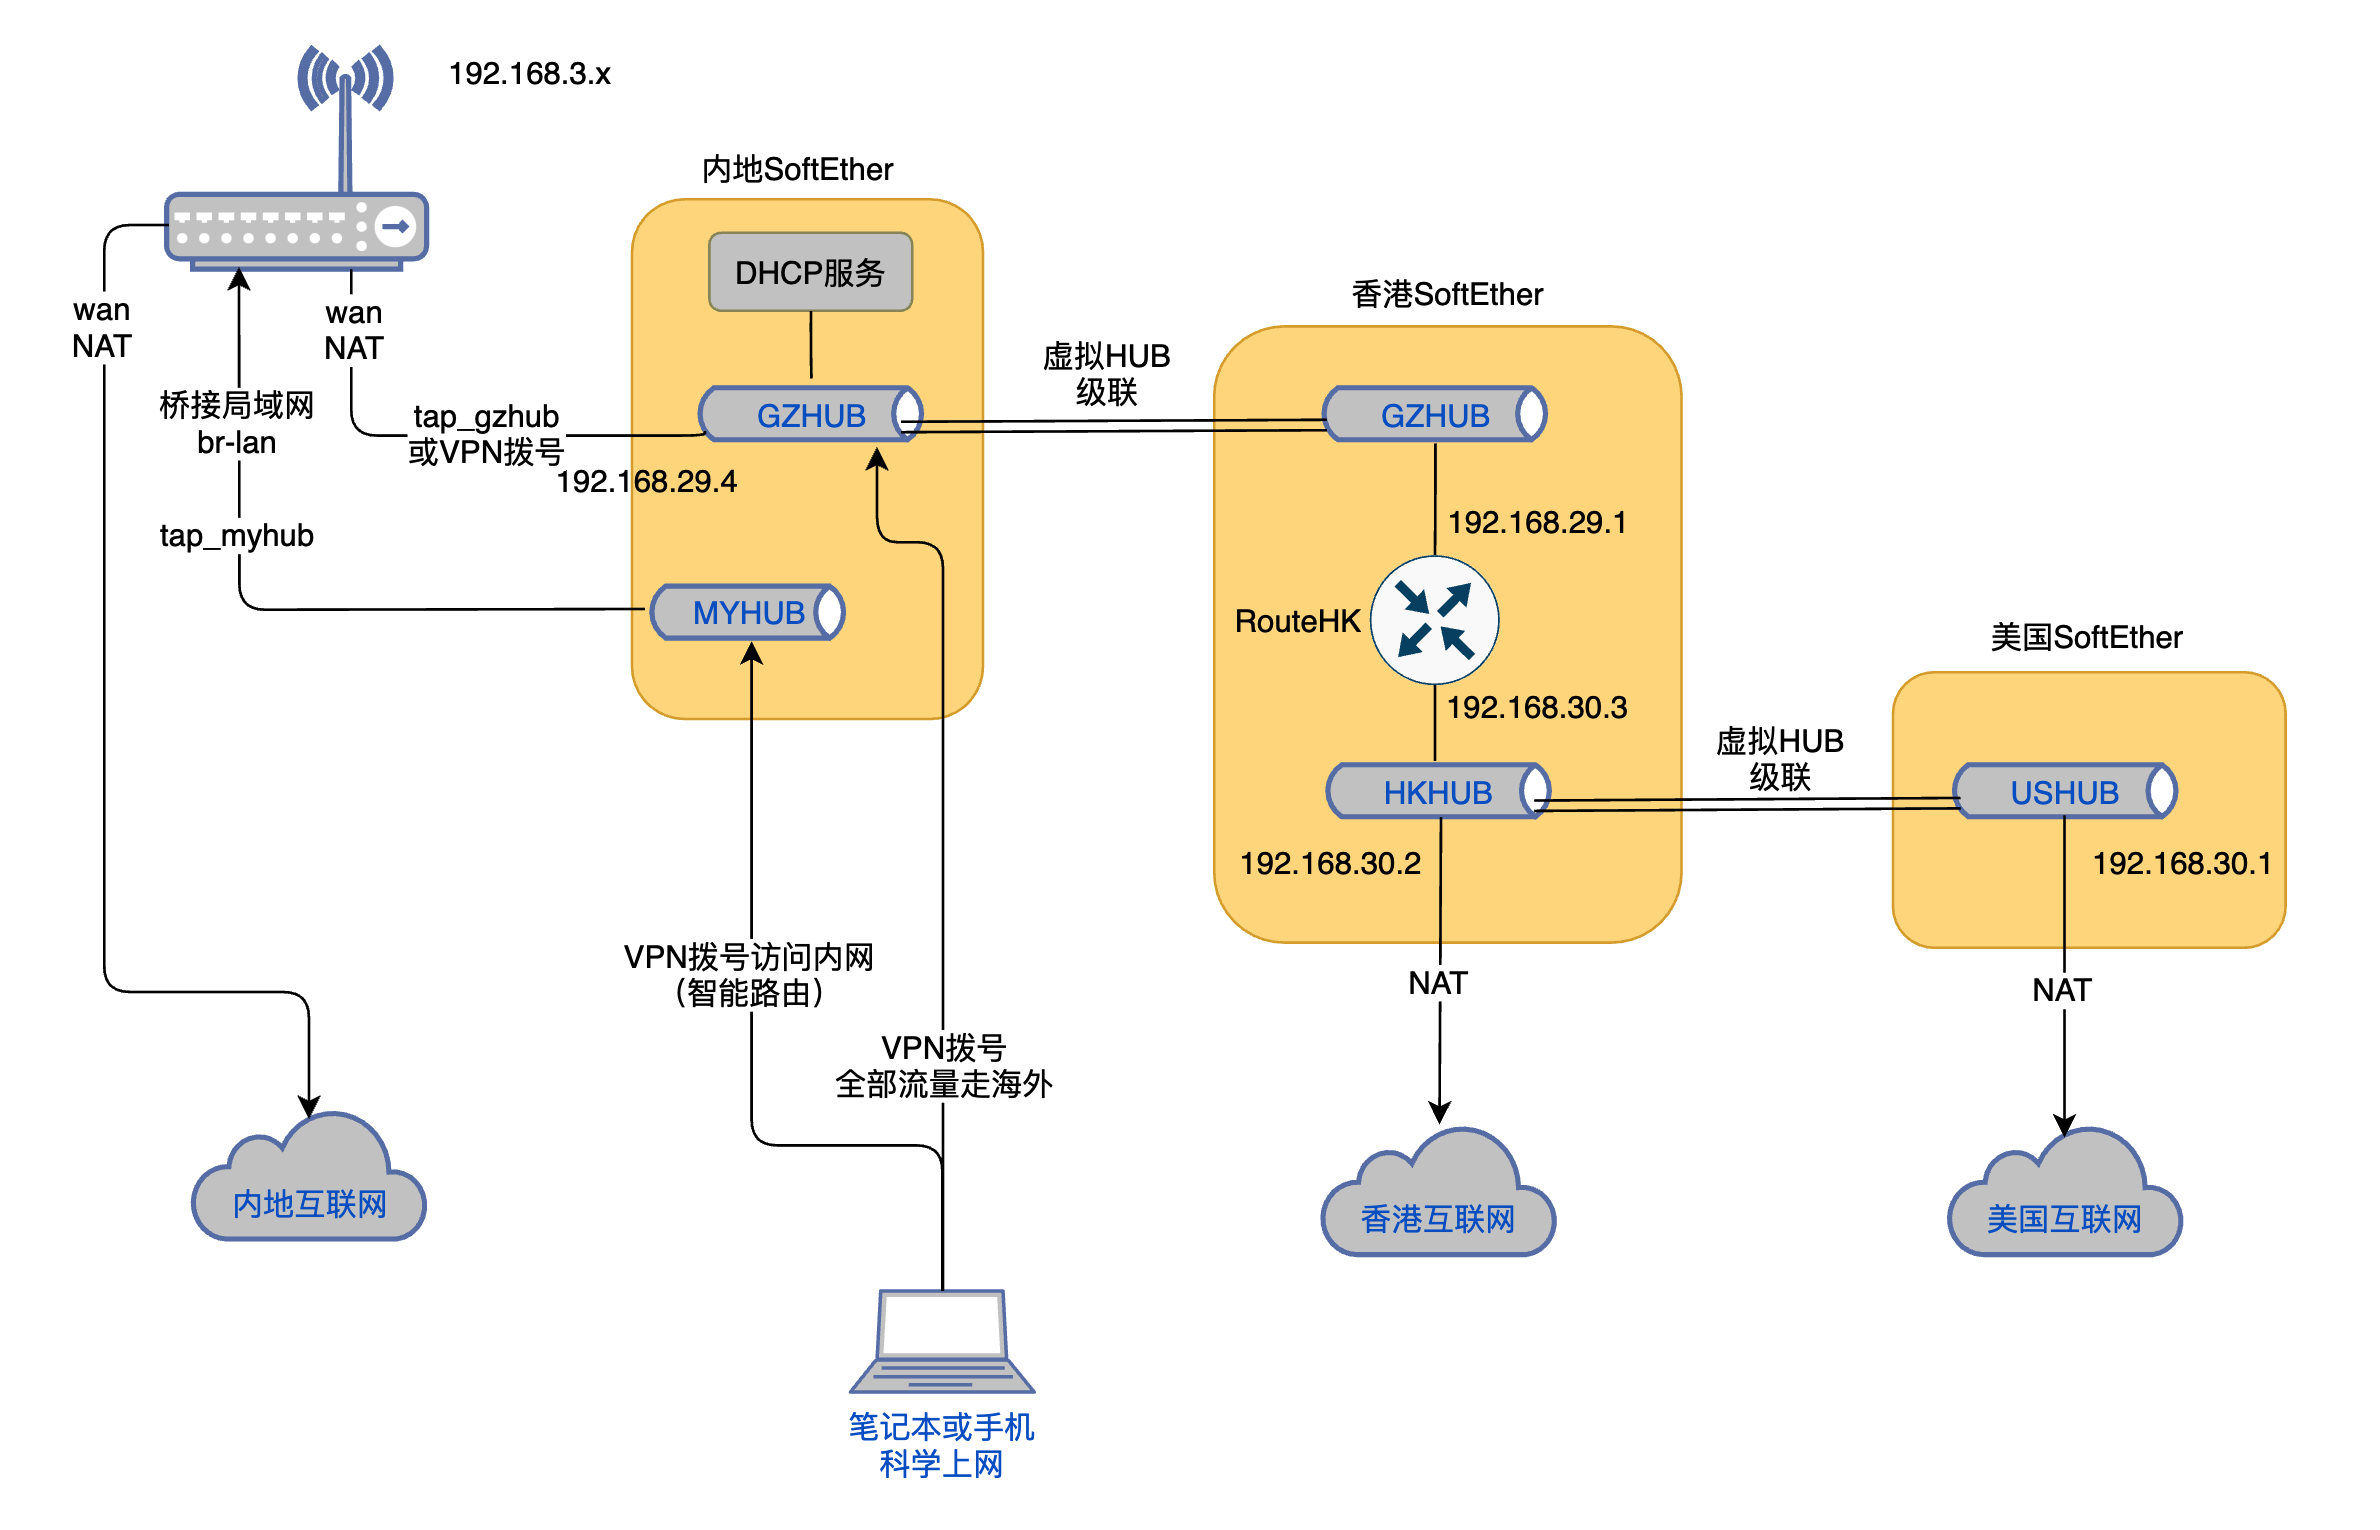 192.168.3.x
内地SoftEther
DHCP服务
香港SoftEther
wan
NAT
wan
NAT
虚拟HUB
级联
桥接局域网
br-lan
tap_gzhub
或VPN拨号
GZHUB
GZHUB
192.168.29.4
192.168.29.1
tap_myhub
MYHUB
RouteHK
美国SoftEther
192.168.30.3
虚拟HUB
级联
HKHUB
USHUB
192.168.30.2
192.168.30.1
VPN拨号访问内网
（智能路由）
NAT
NAT
VPN拨号
全部流量走海外
内地互联网
香港互联网
美国互联网
笔记本或手机
科学上网